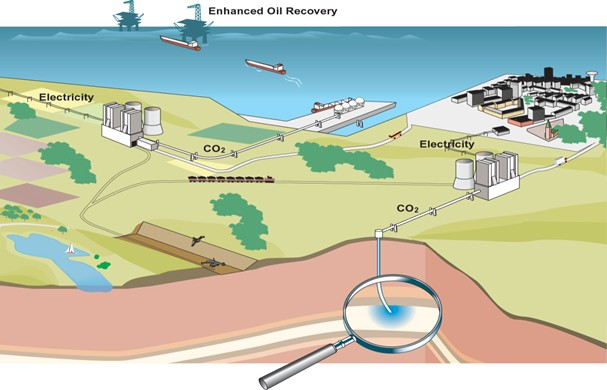 Enhanced Oil Recovery
Electricity
CO2
Electricity
CO2